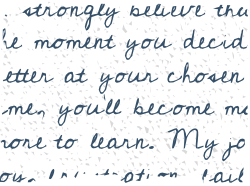 strongly believe tha
he moment you decid
etter at your chosen
me, you'll become m
more to learn. My jo